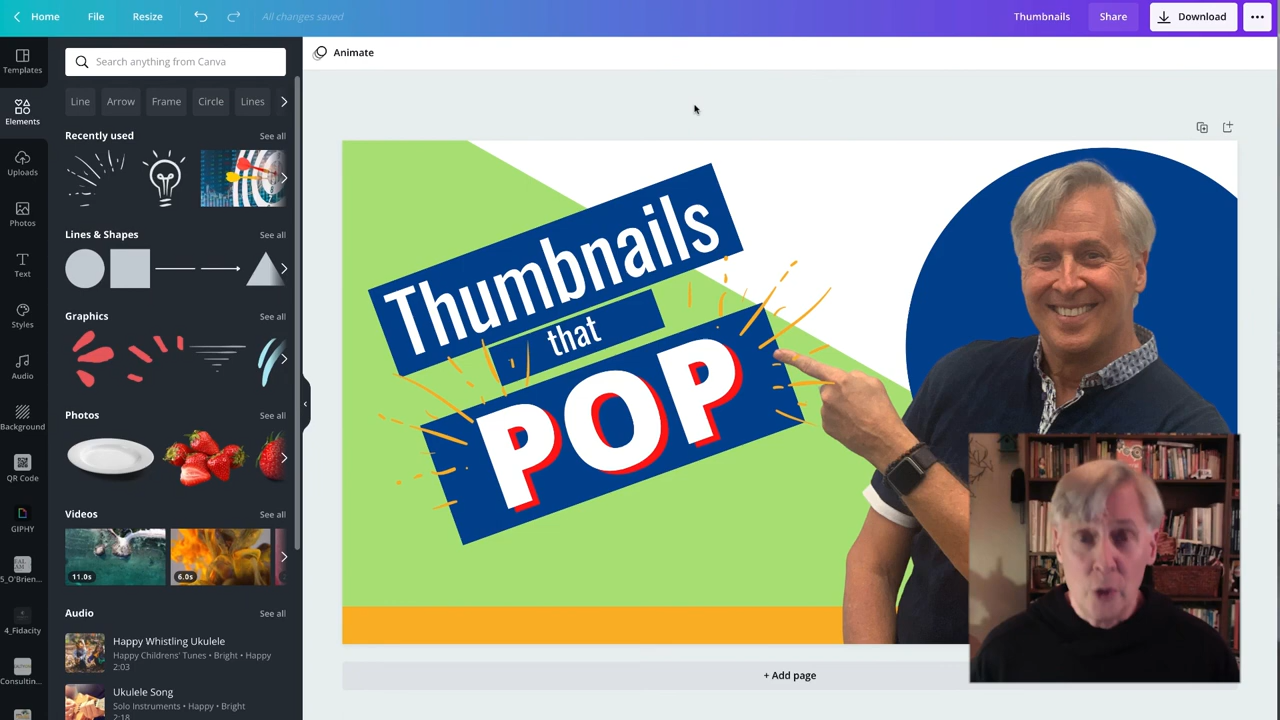 Home
File
Resize
All changes saved
Thumbnails
Share
Download
Templates
Elements
Uploads
Photos
Text
Styles
Audio
Background
QR Code
GIPHY
5_O'Brien...
4_Fidacity
Consultin...
Search anything from Canva
Line
Arrow
Frame
Circle
Lines
Recently used
See all
Lines & Shapes
See all
Graphics
See all
Photos
See all
Videos
See all
11.0s
6.0s
Audio
See all
Happy Whistling Ukulele
Happy Childrens' Tunes • Bright • Happy
2:03
Ukulele Song
Solo Instruments • Happy • Bright
2:18
Animate
Thumbnails
that
POP
+ Add page